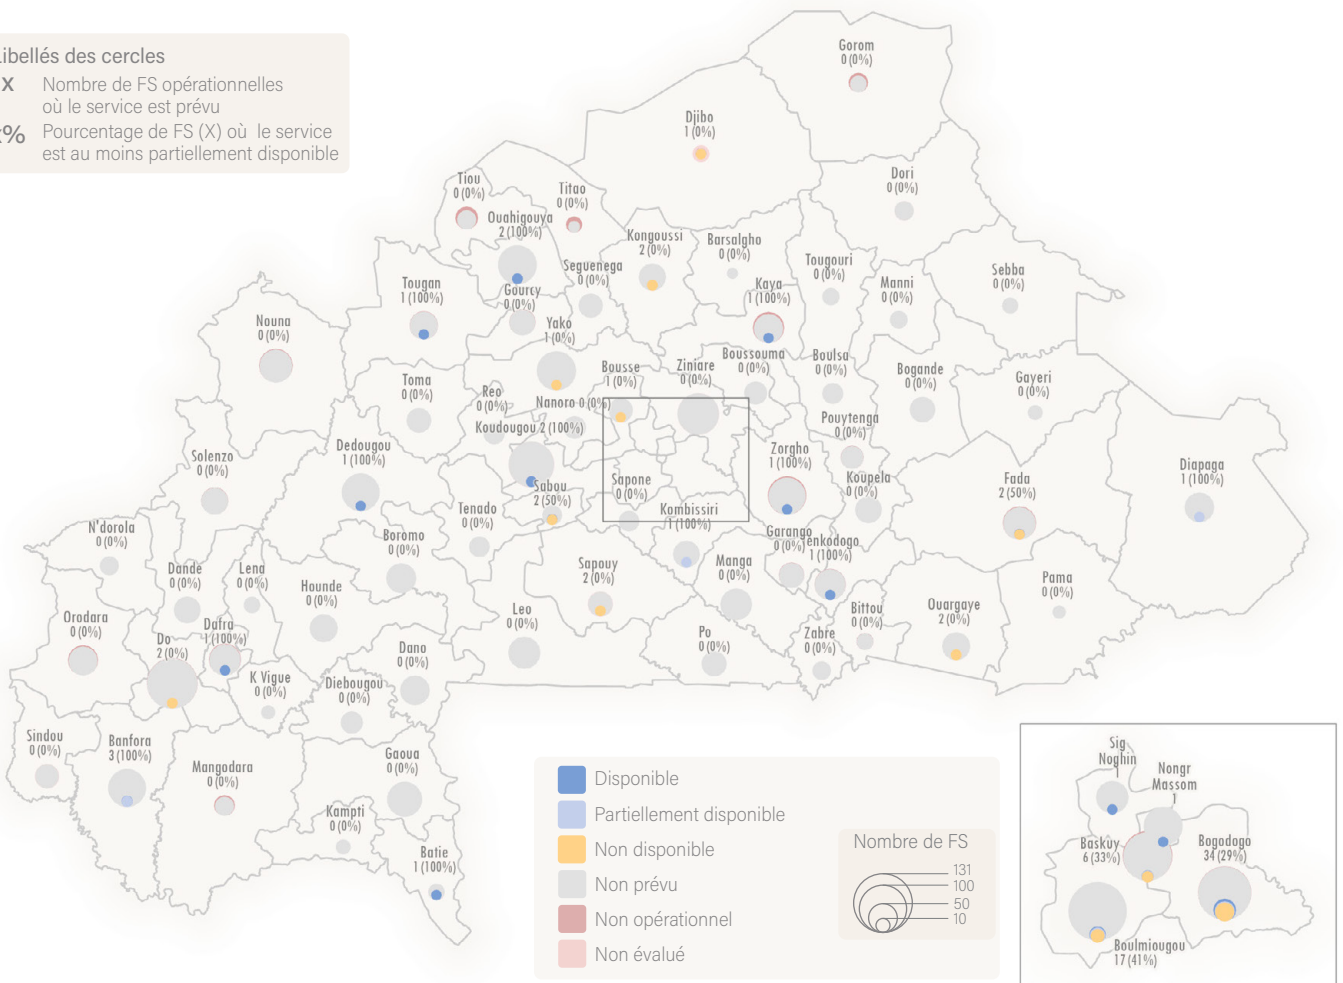 Libellés des cercles
X Nombre de FS opérationnelles
où le service est prévu
% Pourcentage de FS (X) où le service
est au moins partiellement disponible
Gorom
0 (0%)
Djibo
1 (0%)
Dori
0 (0%)
Tiou
0 (0%)
Titao
0 (0%)
Ouahigouya
2 (100%)
Kongoussi
2 (0%)
Barsalgho
0 (0%)
Tougouri
0 (0%)
Sebba
0 (0%)
Seguenega
0 (0%)
Kaya
1 (100%)
Manni
0 (0%)
Tougan
1 (100%)
Gourcy
0 (0%)
Nouna
0 (0%)
Yako
1 (0%)
Bousse
1 (0%)
Ziniare
0 (0%)
Boussouma
0 (0%)
Boulsa
0 (0%)
Bogande
0 (0%)
Gayeri
0 (0%)
Toma
0 (0%)
Reo
0 (0%)
Nanoro 0 (0%)
Koudougou 2 (100%)
Pouytenga
0 (0%)
Dedougou
1 (100%)
Zorgho
1 (100%)
Solenzo
0 (0%)
Diapaga
1 (100%)
Sabou
2 (50%)
Sapone
0 (0%)
Koupela
0 (0%)
Fada
2 (50%)
Tenado
0 (0%)
Kombissiri
1 (100%)
N'dorola
0 (0%)
Boromo
0 (0%)
Garango
0 (0%)
Tenkodogo
1 (100%)
Dande
0 (0%)
Lena
0 (0%)
Hounde
0 (0%)
Sapouy
2 (0%)
Manga
0 (0%)
Pama
0 (0%)
Orodara
0 (0%)
Do
2 (0%)
Dafra
1 (100%)
Leo
0 (0%)
Bittou
0 (0%)
Ouargaye
2 (0%)
Po
0 (0%)
Zabre
0 (0%)
Dano
0 (0%)
K Vigue
0 (0%)
Diebougou
0 (0%)
Sindou
0 (0%)
Banfora
3 (100%)
Mangodara
0 (0%)
Gaoua
0 (0%)
Kampti
0 (0%)
Batie
1 (100%)
Disponible
Partiellement disponible
Non disponible
Non prévu
Non opérationnel
Non évalué
Nombre de FS
131
100
50
10
Sig
Noghin
1
Nongr
Massom
1
Baskuy
6 (33%)
Bogodogo
34 (29%)
Boulmiougou
17 (41%)